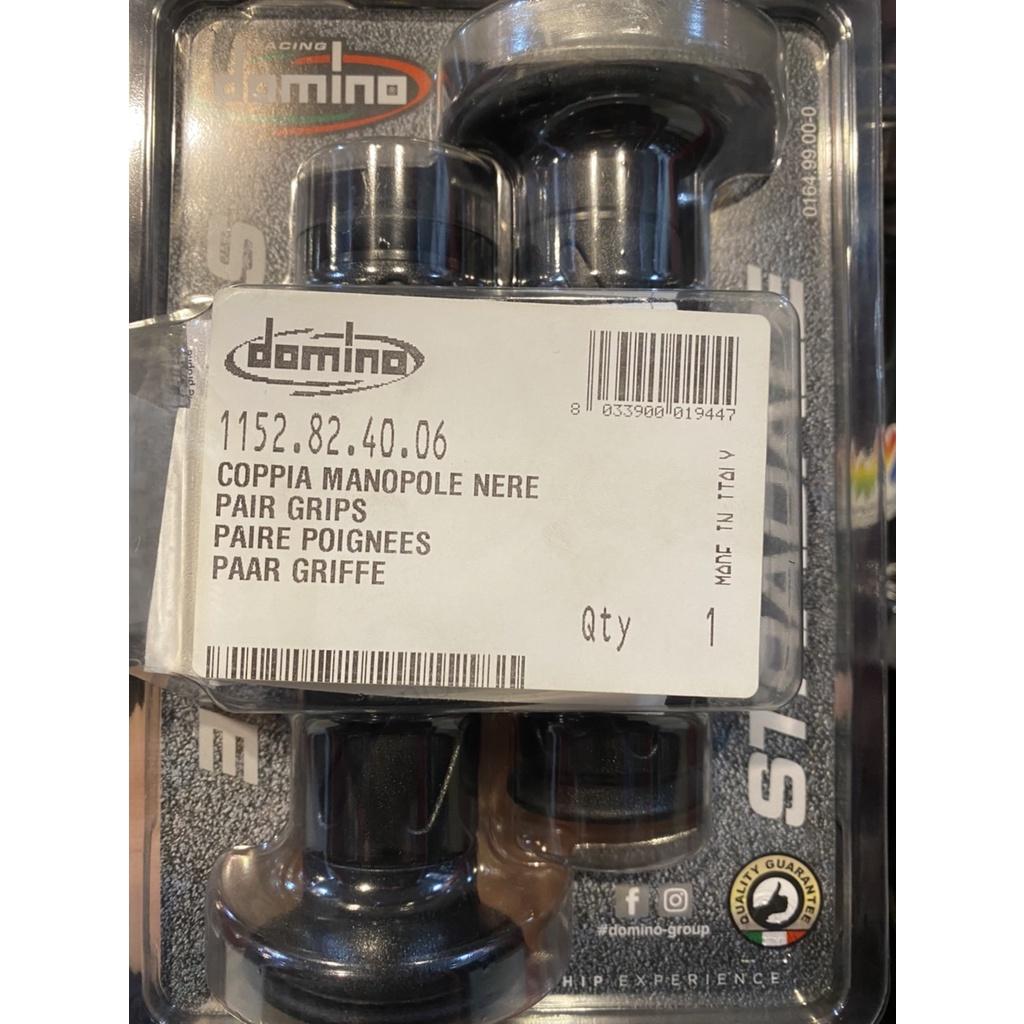 RACING
domino
0164.99.00-0
domino
8 033900 019447
1152.82.40.06
COPPIA MANOPOLE NERE
PAIR GRIPS
PAIRE POIGNEES
PAAR GRIFFE
MADE IN ITALY
Qty 1
QUALITY GUARANTEE
#domino-group
EXPERIENCE